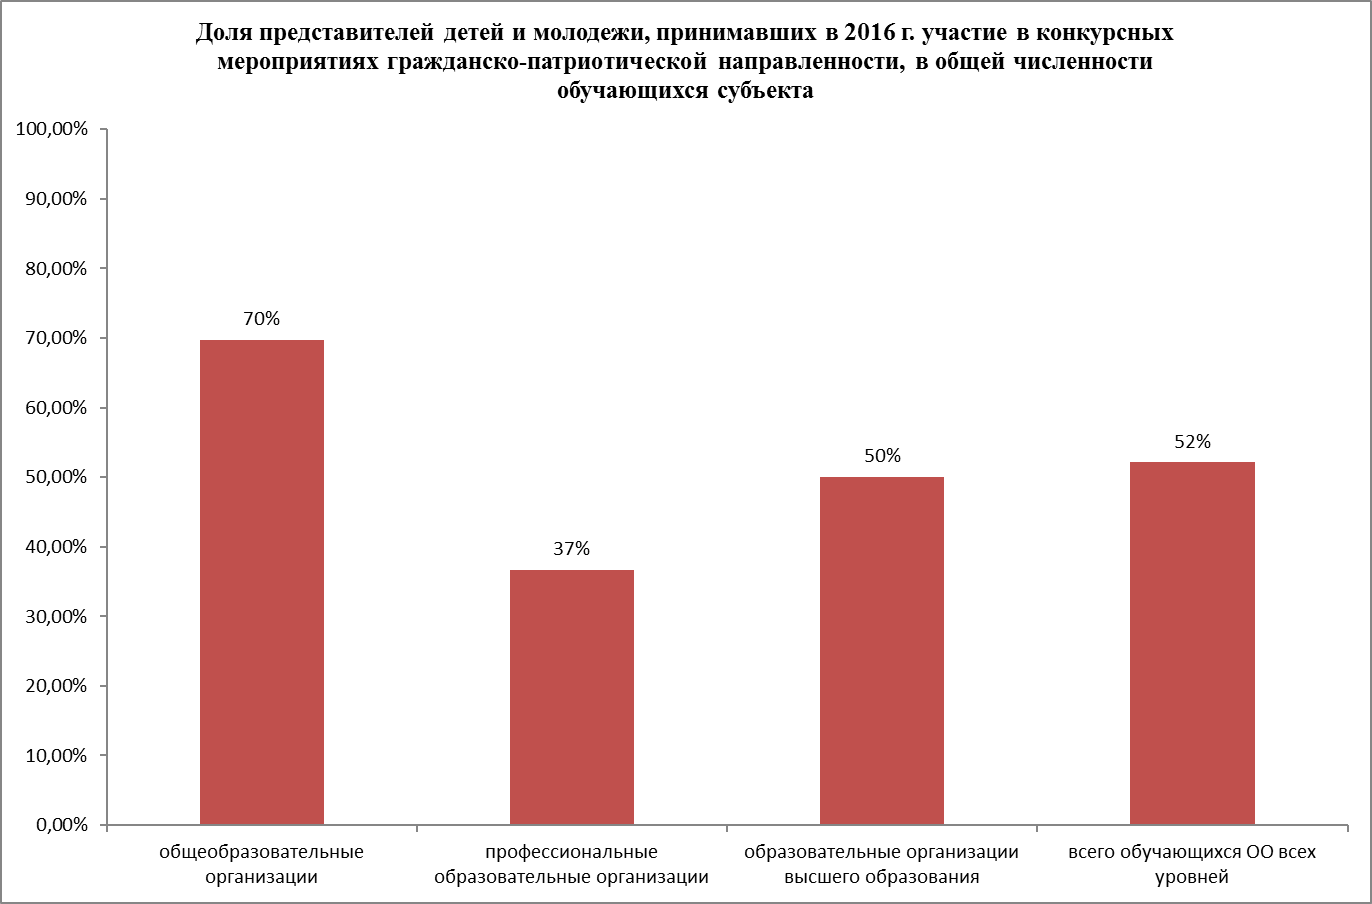 Доля представителей детей и молодежи, принимавших в 2016 г. участие в конкурсных
мероприятиях гражданско-патриотической направленности, в общей численности
обучающихся субъекта
100,00%
90,00%
80,00%
70,00%
60,00%
50,00%
40,00%
30,00%
20,00%
10,00%
0,00%
70%
37%
50%
52%
общеобразовательные
организации
профессиональные
образовательные организации
образовательные организации
высшего образования
всего обучающихся ОО всех
уровней